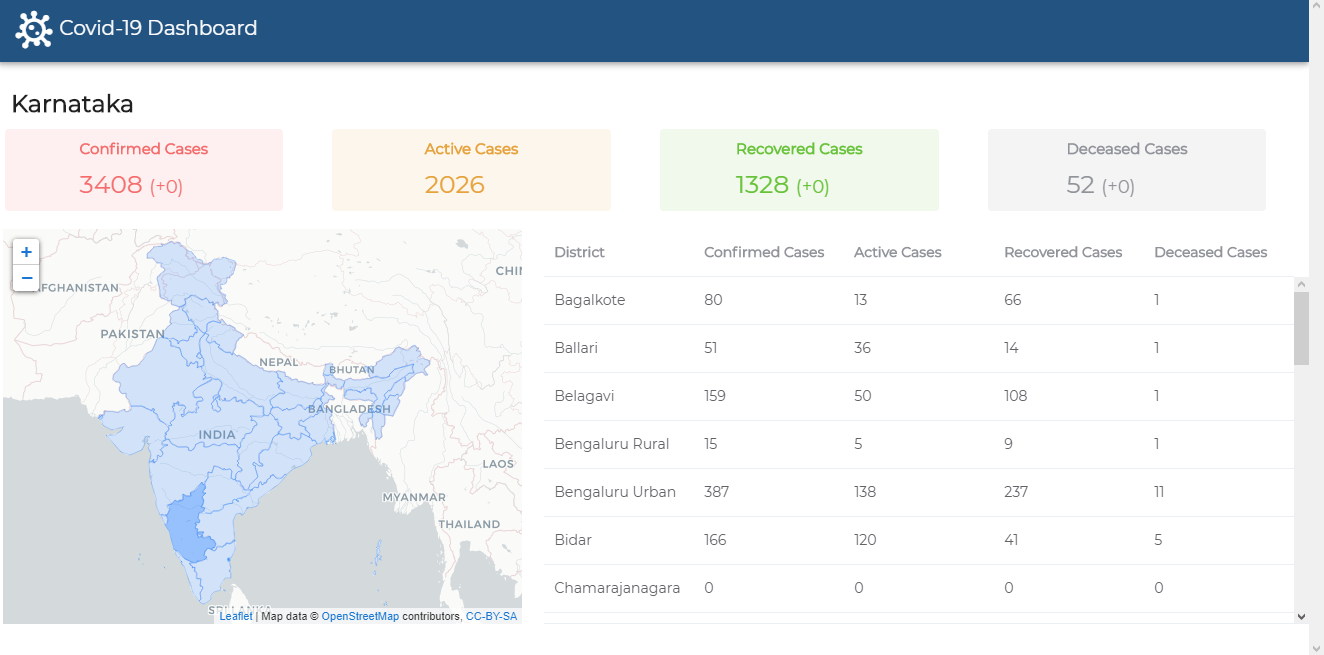 Covid-19 Dashboard
Karnataka
Confirmed Cases
3408 (+0)
Active Cases
2026
Recovered Cases
1328 (+0)
Deceased Cases
52 (+0)
+
−
CHI
FGHANISTAN
PAKISTAN
NEPAL
BHUTAN
BANGLADESH
INDIA
LAOS
MYANMAR
THAILAND
SRI LANKA
Leaflet | Map data © OpenStreetMap contributors, CC-BY-SA
District Confirmed Cases Active Cases Recovered Cases Deceased Cases
Bagalkote 80 13 66 1
Ballari 51 36 14 1
Belagavi 159 50 108 1
Bengaluru Rural 15 5 9 1
Bengaluru Urban 387 138 237 11
Bidar 166 120 41 5
Chamarajanagara 0 0 0 0